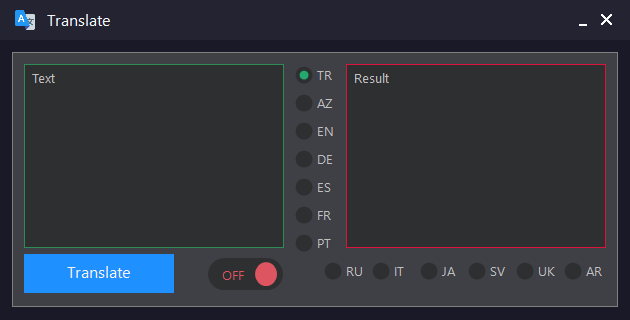 Translate
Text
TR
Result
AZ
EN
DE
ES
FR
PT
Translate
OFF
RU IT JA SV UK AR